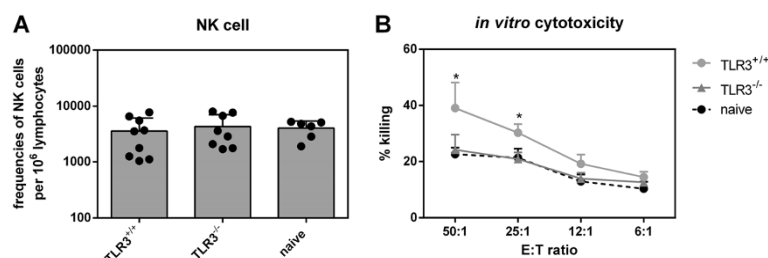 A
NK cell
frequencies of NK cells
per 10⁶ lymphocytes
100000
10000
1000
100
TLR3⁺/⁺
TLR3⁻/⁻
naive
B
in vitro cytotoxicity
% killing
60
40
20
0
*
*
50:1
25:1
12:1
6:1
E:T ratio
TLR3⁺/⁺
TLR3⁻/⁻
naive